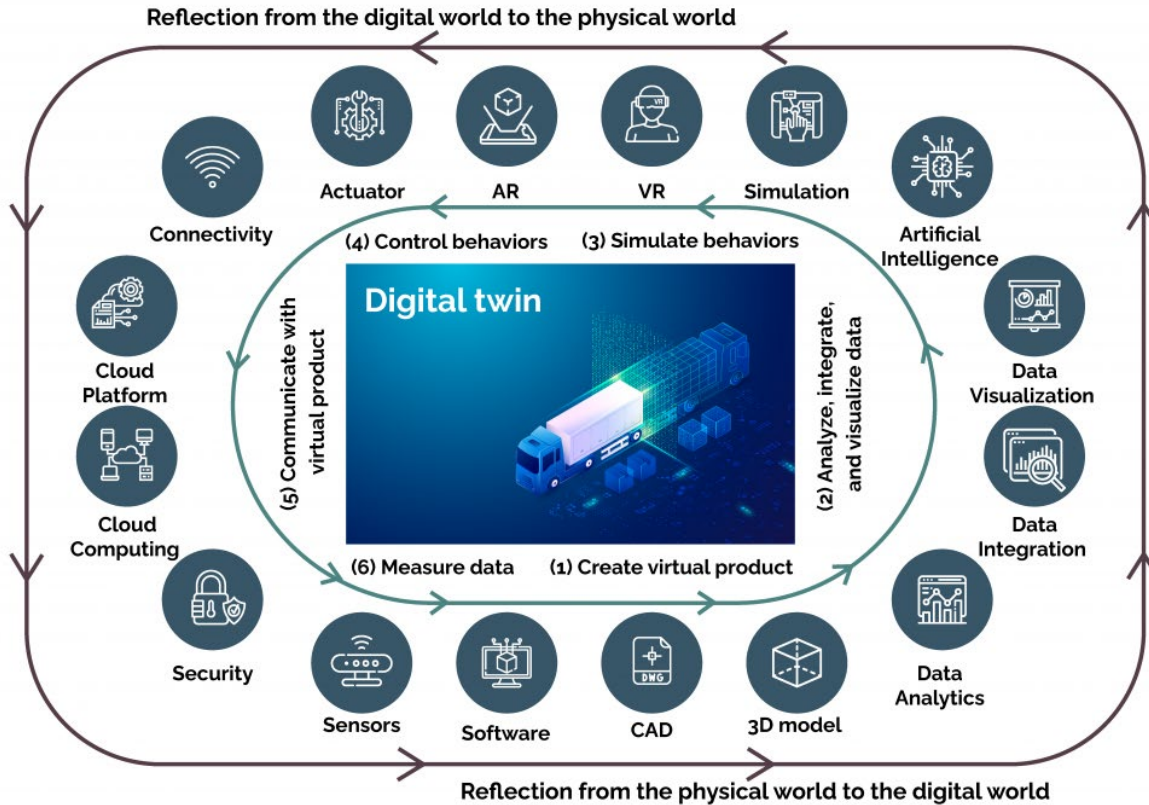 Reflection from the digital world to the physical world
Actuator
AR
VR
VR
Simulation
Connectivity
Artificial
Intelligence
(4) Control behaviors
(3) Simulate behaviors
Digital twin
Cloud
Platform
(5) Communicate with
virtual product
(2) Analyze, integrate,
and visualize data
Data
Visualization
Cloud
Computing
Data
Integration
(6) Measure data
(1) Create virtual product
Security
DWG
Data
Analytics
Sensors
Software
CAD
3D model
Reflection from the physical world to the digital world